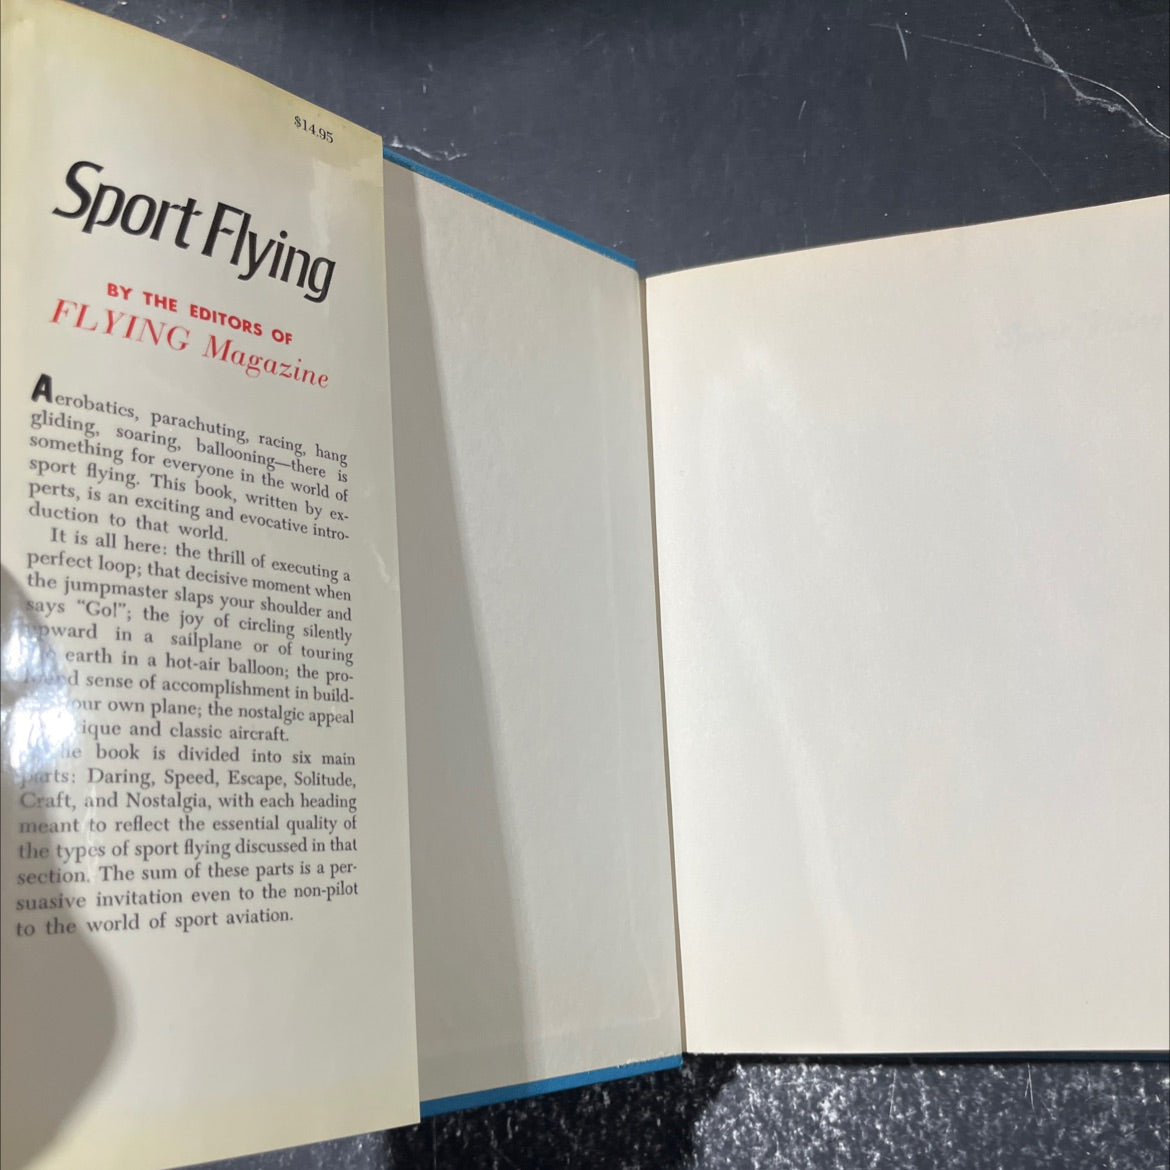 $14.95
Sport Flying
BY THE EDITORS OF
FLYING Magazine
Aerobatics, parachuting, racing, hang
gliding, soaring, ballooning—there is
something for everyone in the world of
sport flying. This book, written by ex-
perts, is an exciting and evocative intro-
duction to that world.
It is all here: the thrill of executing a
perfect loop; that decisive moment when
the jumpmaster slaps your shoulder and
says "Go!"; the joy of circling silently
upward in a sailplane or of touring
earth in a hot-air balloon; the pro-
sense of accomplishment in build-
own plane; the nostalgic appeal
and classic aircraft.
book is divided into six main
parts: Daring, Speed, Escape, Solitude,
Craft, and Nostalgia, with each heading
meant to reflect the essential quality of
the types of sport flying discussed in that
section. The sum of these parts is a per-
suasive invitation even to the non-pilot
to the world of sport aviation.